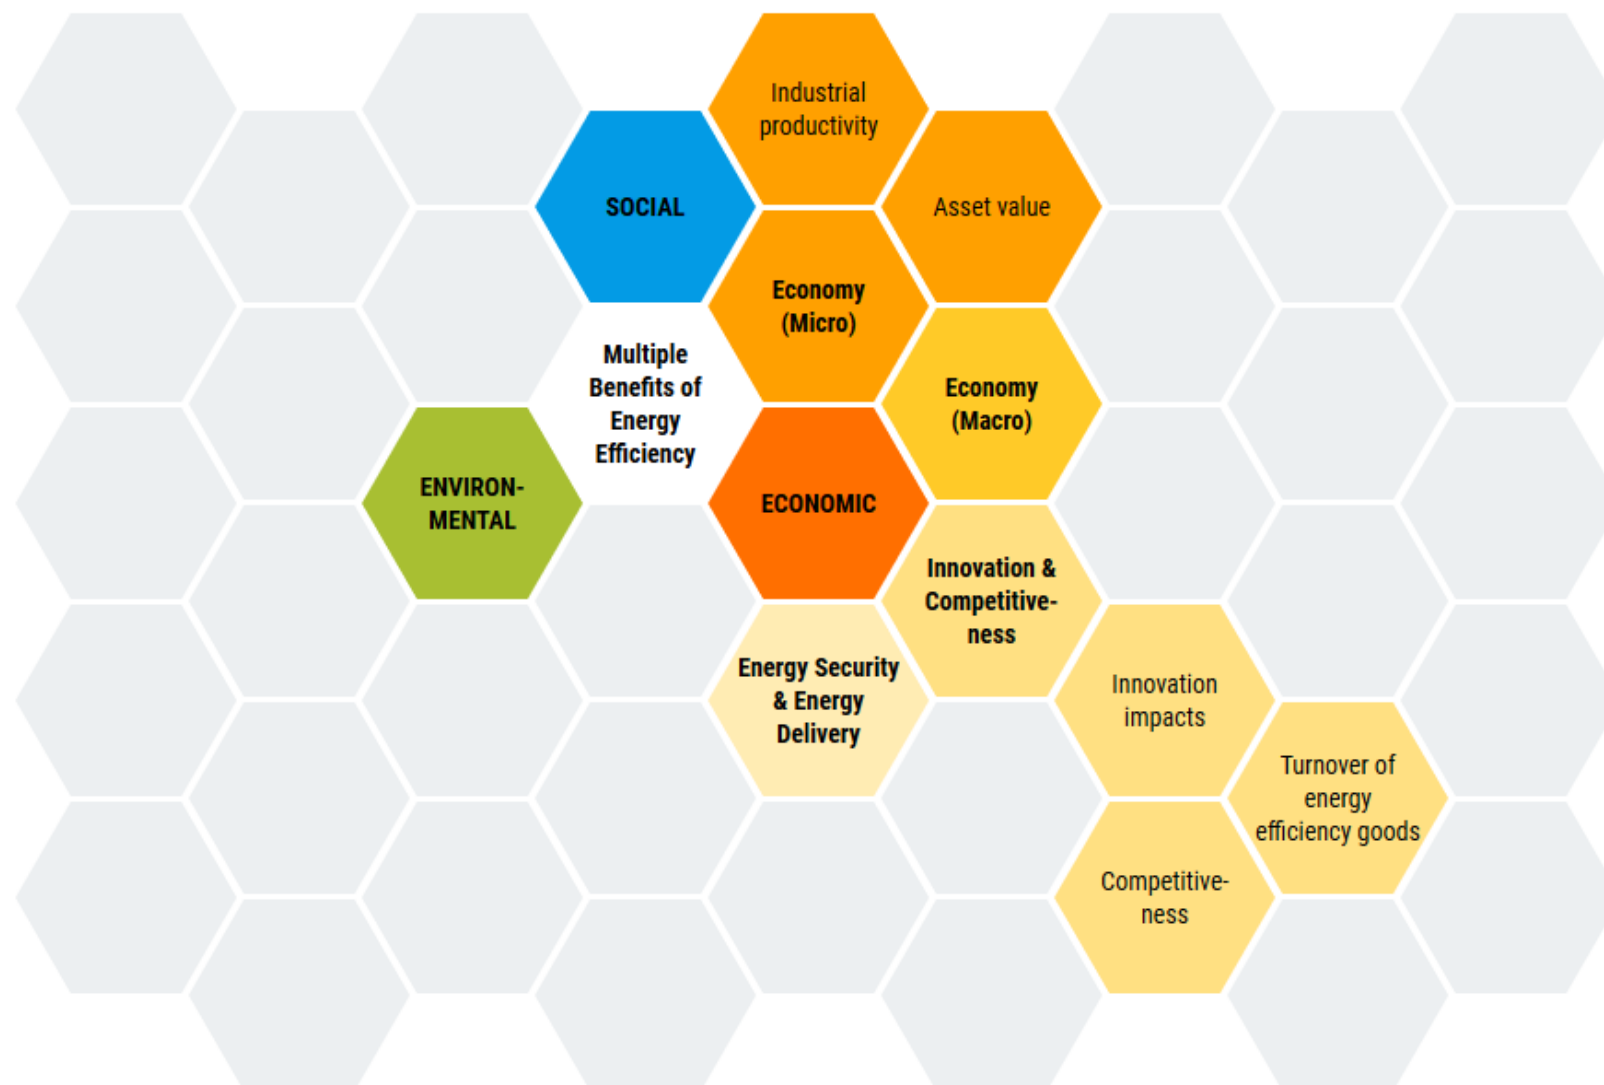 Industrial
productivity
SOCIAL
Asset value
Economy
(Micro)
Multiple
Benefits of
Energy
Efficiency
Economy
(Macro)
ENVIRON-
MENTAL
ECONOMIC
Innovation &
Competitive-
ness
Energy Security
& Energy
Delivery
Innovation
impacts
Turnover of
energy
efficiency goods
Competitive-
ness